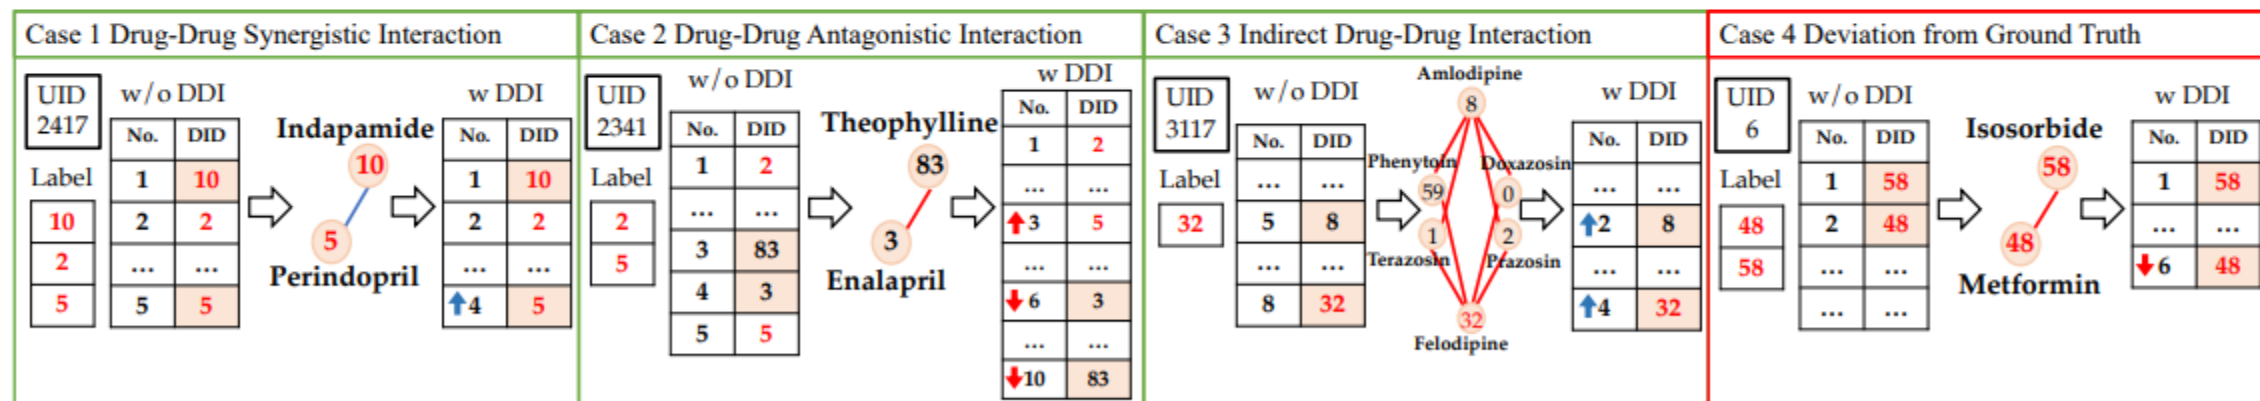 Case 1 Drug-Drug Synergistic Interaction
UID
2417
Label
10
2
5
w/o DDI
No. DID
1 10
2 2
... ...
5 5
Indapamide
10
5
Perindopril
w DDI
No. DID
1 10
2 2
... ...
4 5
Case 2 Drug-Drug Antagonistic Interaction
UID
2341
Label
2
5
w/o DDI
No. DID
1 2
... ...
3 83
4 3
5 5
Theophylline
83
3
Enalapril
w DDI
No. DID
1 2
... ...
3 5
... ...
6 3
... ...
10 83
Case 3 Indirect Drug-Drug Interaction
UID
3117
Label
32
w/o DDI
No. DID
... ...
5 8
... ...
8 32
Amlodipine
8
Phenytoin Doxazosin
59 0
1 2
Terazosin Prazosin
32
Felodipine
w DDI
No. DID
... ...
2 8
... ...
4 32
Case 4 Deviation from Ground Truth
UID
6
Label
48
58
w/o DDI
No. DID
1 58
2 48
... ...
... ...
Isosorbide
58
48
Metformin
w DDI
No. DID
1 58
... ...
6 48